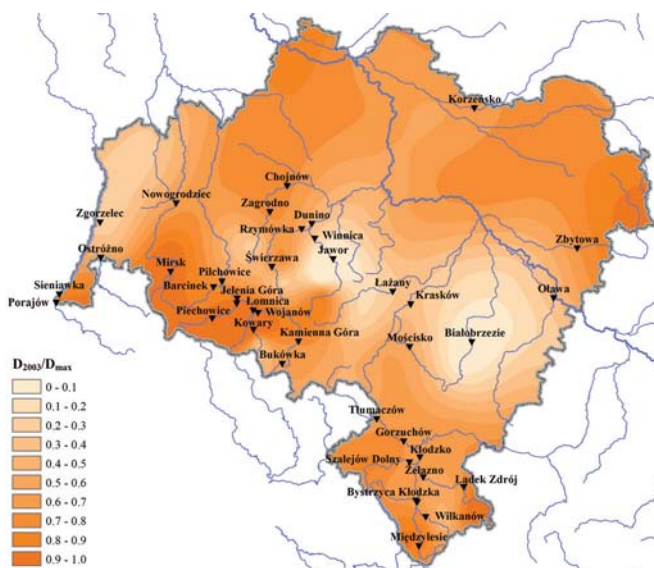 Korzeńsko
Chojnów
Nowogrodziec
Zagrodno
Zgorzelec
Dunino
Rzymówka
Winnica
Zbytowa
Ostróżno
Mirsk
Świerzawa
Jawor
Pilchowice
Sieniawka
Barcinek
Jelenia Góra
Łażany
Oława
Porajów
Łomnica
Krasków
Piechowice
Wojanów
Kowary
Kamienna Góra
Mościsko
Białobrzezie
Bukówka
D2003/Dmax
0 - 0.1
0.1 - 0.2
0.2 - 0.3
0.3 - 0.4
0.4 - 0.5
0.5 - 0.6
0.6 - 0.7
0.7 - 0.8
0.8 - 0.9
0.9 - 1.0
Tłumaczów
Gorzuchów
Kłodzko
Szalejów Dolny
Żelazno
Lądek Zdrój
Bystrzyca Kłodzka
Wilkanów
Międzylesie